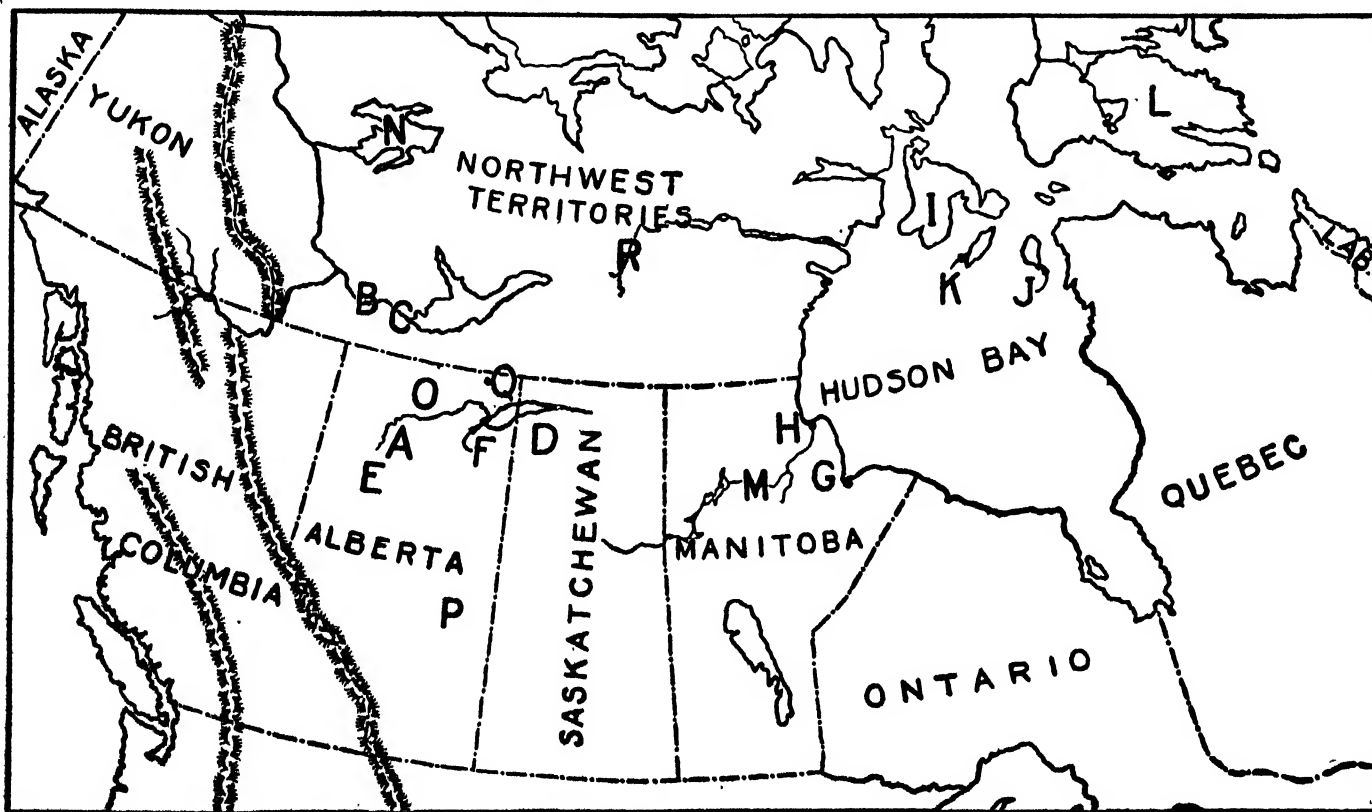 ALASKA
YUKON
N
L
NORTHWEST
TERRITORIES
I
R
LAB
B
C
K
J
HUDSON BAY
O
Q
H
A
F
D
E
M
G
BRITISH
COLUMBIA
ALBERTA
SASKATCHEWAN
MANITOBA
QUEBEC
P
ONTARIO